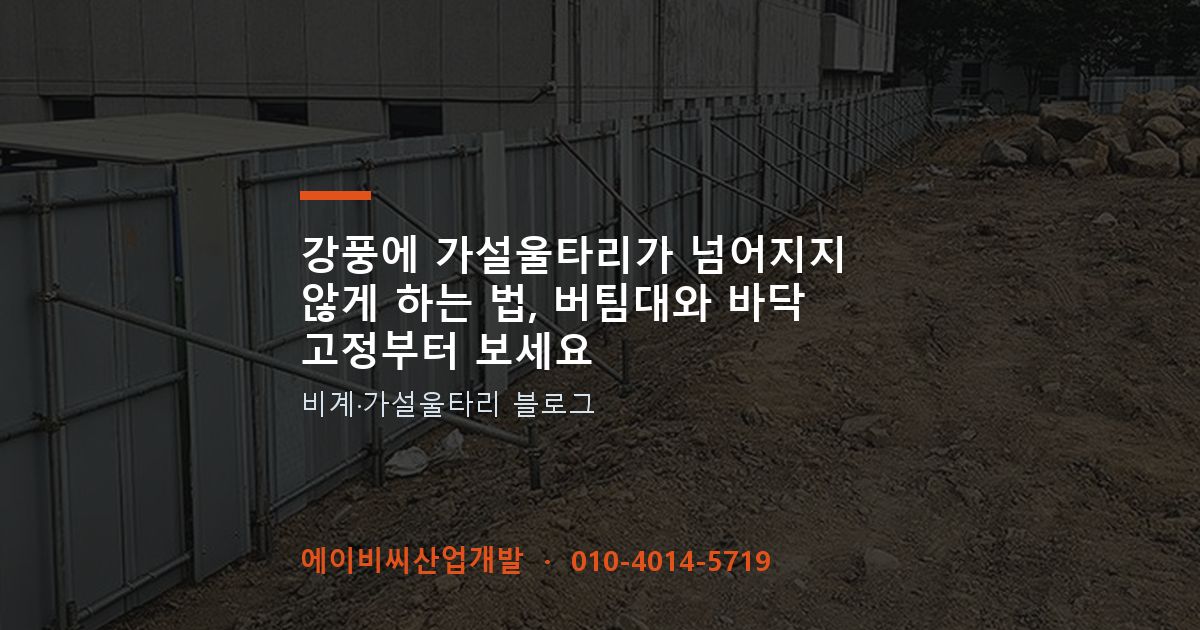 강풍에 가설울타리가 넘어지지
않게 하는 법, 버팀대와 바닥
고정부터 보세요
비계·가설울타리 블로그
에이비씨산업개발 · 010-4014-5719